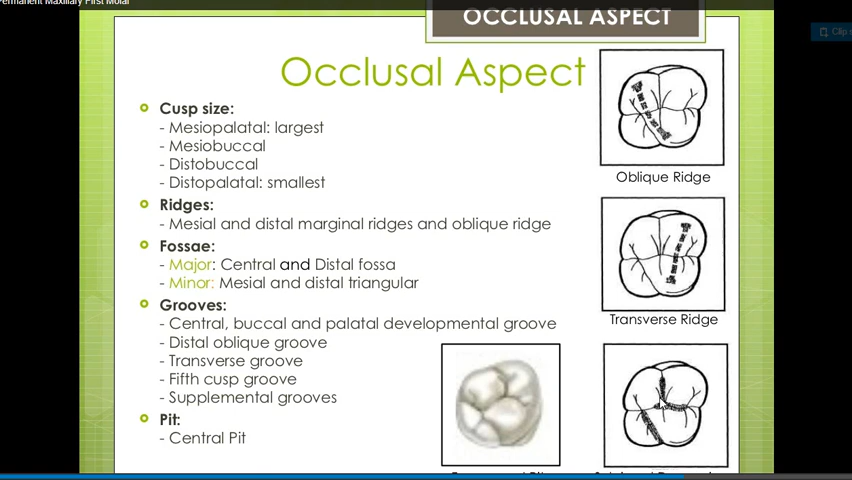 Permanent Maxillary First Molar
OCCLUSAL ASPECT
Clip
Occlusal Aspect
Cusp size:
- Mesiopalatal: largest
- Mesiobuccal
- Distobuccal
- Distopalatal: smallest
Ridges:
- Mesial and distal marginal ridges and oblique ridge
Fossae:
- Major: Central and Distal fossa
- Minor: Mesial and distal triangular
Grooves:
- Central, buccal and palatal developmental groove
- Distal oblique groove
- Transverse groove
- Fifth cusp groove
- Supplemental grooves
Pit:
- Central Pit
Oblique Ridge
Transverse Ridge